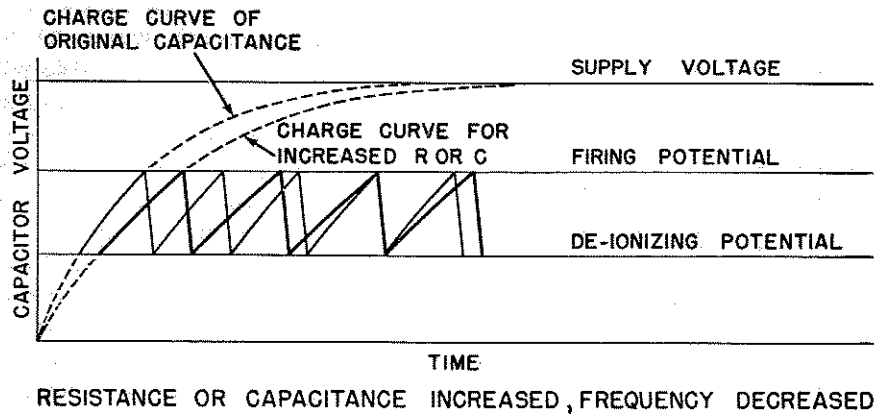 CHARGE CURVE OF
ORIGINAL CAPACITANCE
SUPPLY VOLTAGE
CHARGE CURVE FOR
INCREASED R OR C
FIRING POTENTIAL
DE-IONIZING POTENTIAL
CAPACITOR VOLTAGE
TIME
RESISTANCE OR CAPACITANCE INCREASED, FREQUENCY DECREASED